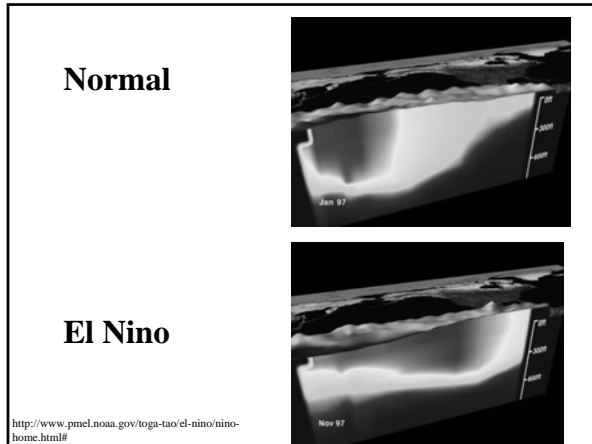 Normal
0ft
300ft
600ft
Jan 97
El Nino
0ft
300ft
600ft
Nov 97
http://www.pmel.noaa.gov/toga-tao/el-nino/nino-
home.html#